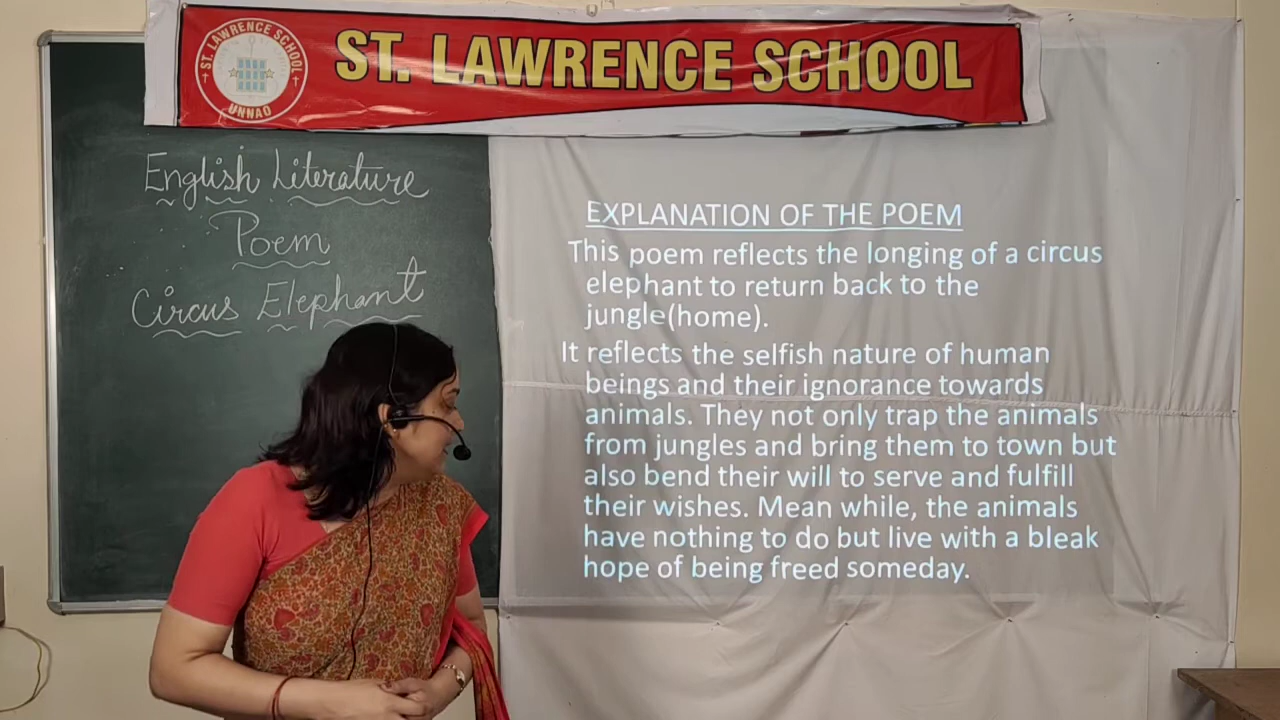 ST. LAWRENCE SCHOOL
ST. LAWRENCE SCHOOL
UNNAO
English Literature
Poem
Circus Elephant
EXPLANATION OF THE POEM
This poem reflects the longing of a circus
elephant to return back to the
jungle(home).
It reflects the selfish nature of human
beings and their ignorance towards
animals. They not only trap the animals
from jungles and bring them to town but
also bend their will to serve and fulfill
their wishes. Mean while, the animals
have nothing to do but live with a bleak
hope of being freed someday.